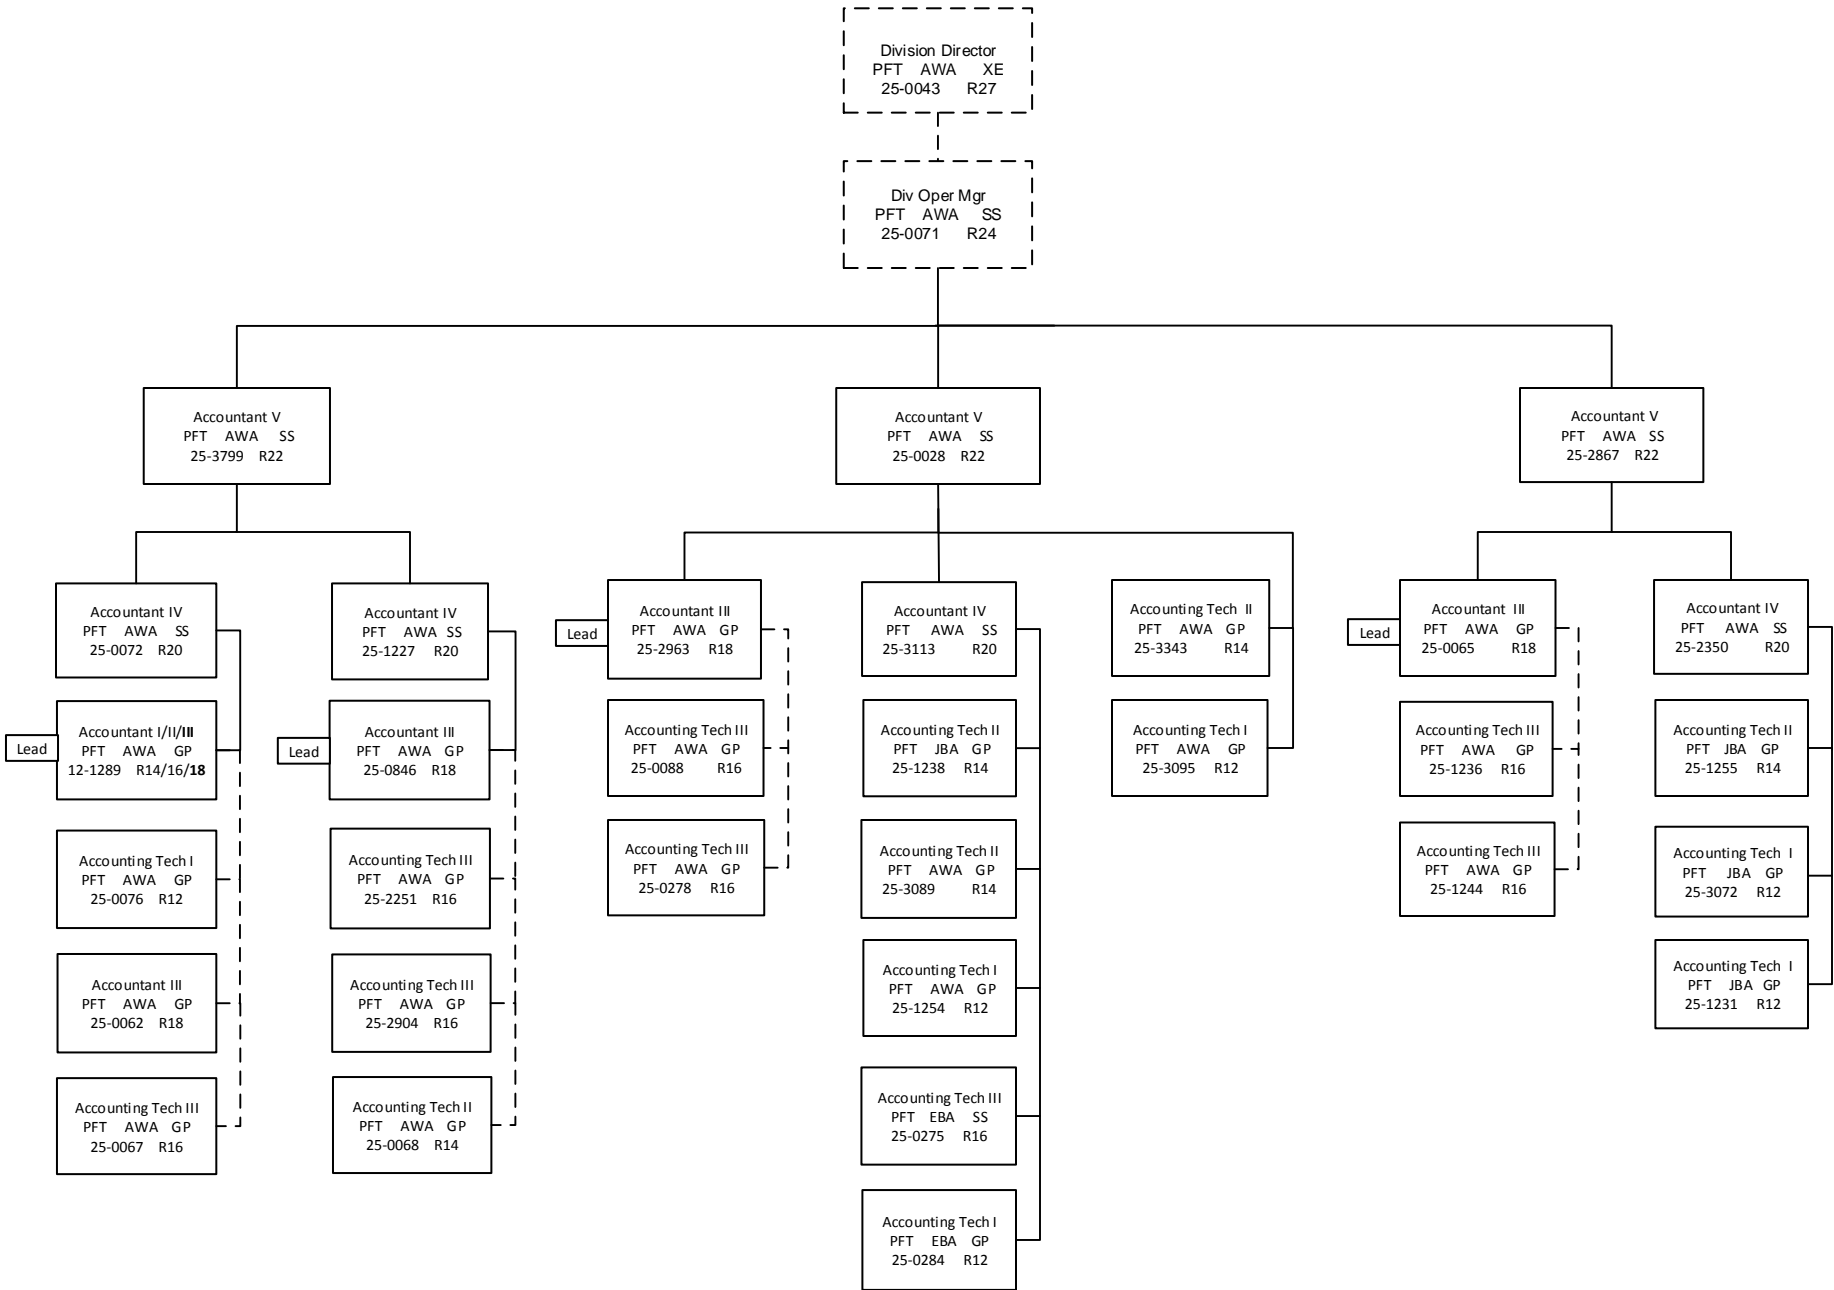 Division Director
PFT AWA XE
25-0043 R27
Div Oper Mgr
PFT AWA SS
25-0071 R24
Accountant V
PFT AWA SS
25-3799 R22
Accountant V
PFT AWA SS
25-0028 R22
Accountant V
PFT AWA SS
25-2867 R22
Accountant IV
PFT AWA SS
25-0072 R20
Lead
Accountant I/II/III
PFT AWA GP
12-1289 R14/16/18
Accounting Tech I
PFT AWA GP
25-0076 R12
Accountant III
PFT AWA GP
25-0062 R18
Accounting Tech III
PFT AWA GP
25-0067 R16
Accountant IV
PFT AWA SS
25-1227 R20
Lead
Accountant III
PFT AWA GP
25-0846 R18
Accounting Tech III
PFT AWA GP
25-2251 R16
Accounting Tech III
PFT AWA GP
25-2904 R16
Accounting Tech II
PFT AWA GP
25-0068 R14
Lead
Accountant III
PFT AWA GP
25-2963 R18
Accounting Tech III
PFT AWA GP
25-0088 R16
Accounting Tech III
PFT AWA GP
25-0278 R16
Accountant IV
PFT AWA SS
25-3113 R20
Accounting Tech II
PFT JBA GP
25-1238 R14
Accounting Tech II
PFT AWA GP
25-3089 R14
Accounting Tech I
PFT AWA GP
25-1254 R12
Accounting Tech III
PFT EBA SS
25-0275 R16
Accounting Tech I
PFT EBA GP
25-0284 R12
Accounting Tech II
PFT AWA GP
25-3343 R14
Accounting Tech I
PFT AWA GP
25-3095 R12
Lead
Accountant III
PFT AWA GP
25-0065 R18
Accounting Tech III
PFT AWA GP
25-1236 R16
Accounting Tech III
PFT AWA GP
25-1244 R16
Accountant IV
PFT AWA SS
25-2350 R20
Accounting Tech II
PFT JBA GP
25-1255 R14
Accounting Tech I
PFT JBA GP
25-3072 R12
Accounting Tech I
PFT JBA GP
25-1231 R12